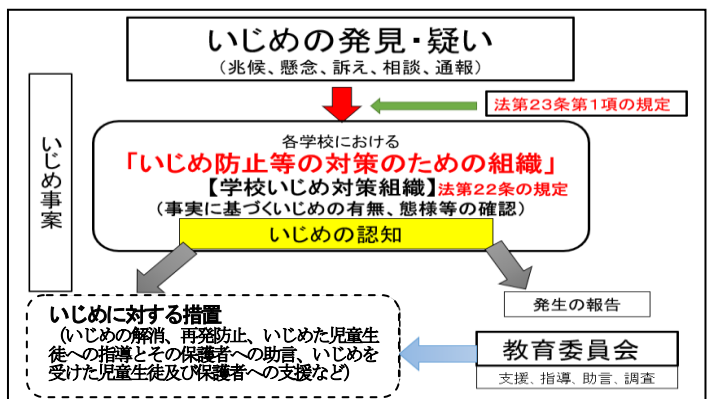 いじめの発見・疑い
（兆候、懸念、訴え、相談、通報）
法第23条第1項の規定
いじめ事案
各学校における
「いじめ防止等の対策のための組織」
【学校いじめ対策組織】法第22条の規定
（事実に基づくいじめの有無、態様等の確認）
いじめの認知
発生の報告
いじめに対する措置
（いじめの解消、再発防止、いじめた児童生
徒への指導とその保護者への助言、いじめを
受けた児童生徒及び保護者への支援など）
教育委員会
支援、指導、助言、調査